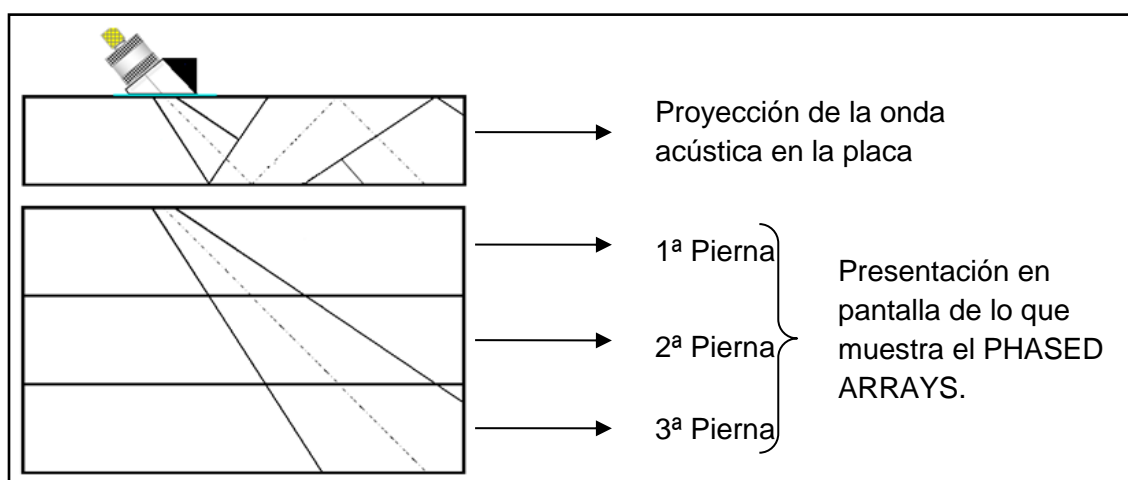 Proyección de la onda
acústica en la placa
1ª Pierna
2ª Pierna
3ª Pierna
Presentación en
pantalla de lo que
muestra el PHASED
ARRAYS.